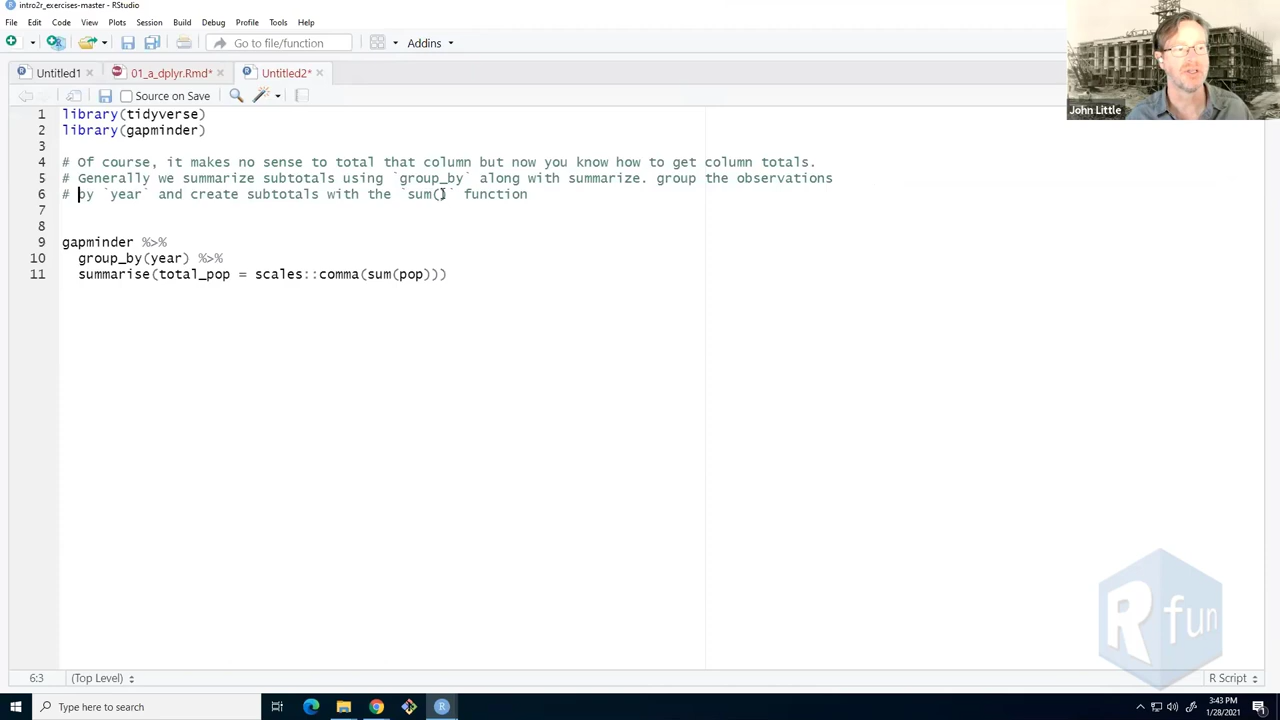 intro2r_exercises-master - RStudio
File Edit Code View Plots Session Build Debug Profile Tools Help
Go to file/function Addins
Untitled1 01_a_dplyr.Rmd* Untitled2*
Source on Save
1 library(tidyverse)
2 library(gapminder)
3
4 # Of course, it makes no sense to total that column but now you know how to get column totals.
5 # Generally we summarize subtotals using `group_by` along with summarize. group the observations
6 # by `year` and create subtotals with the `sum()` function
7
8
9 gapminder %>%
10 group_by(year) %>%
11 summarise(total_pop = scales::comma(sum(pop)))
John Little
R fun
6:3 (Top Level) R Script
Type here to search
3:43 PM
1/28/2021